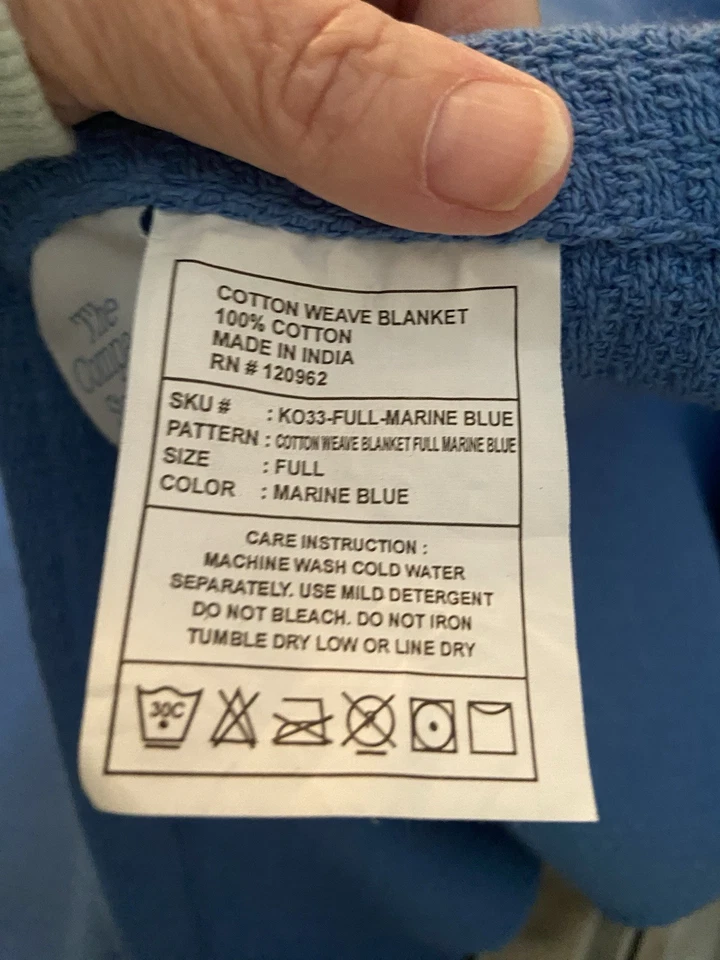 The
COTTON WEAVE BLANKET
100% COTTON
MADE IN INDIA
RN # 120962
SKU # : KO33-FULL-MARINE BLUE
PATTERN : COTTON WEAVE BLANKET FULL MARINE BLUE
SIZE : FULL
COLOR : MARINE BLUE
CARE INSTRUCTION :
MACHINE WASH COLD WATER
SEPARATELY. USE MILD DETERGENT
DO NOT BLEACH. DO NOT IRON
TUMBLE DRY LOW OR LINE DRY
30C